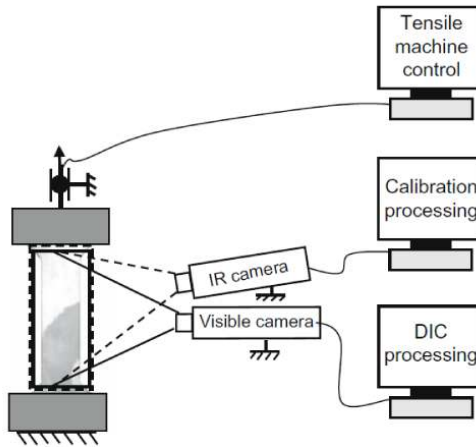 Tensile
machine
control
Calibration
processing
IR camera
Visible camera
DIC
processing